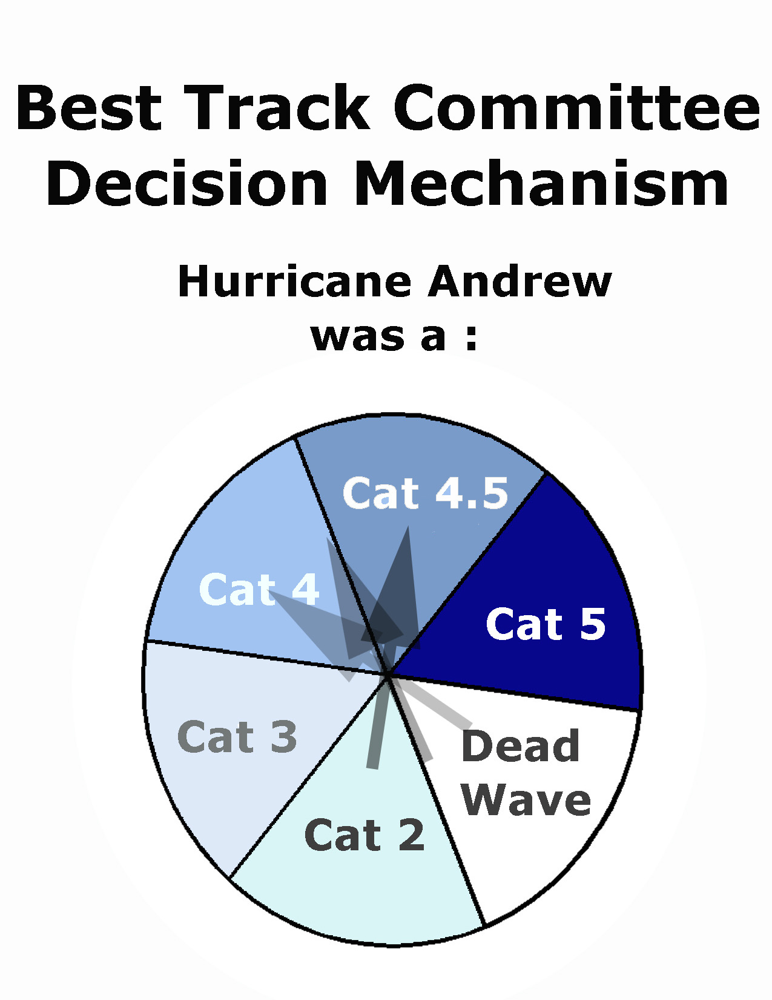 Best Track Committee
Decision Mechanism
Hurricane Andrew
was a :
Cat 4.5
Cat 4
Cat 5
Cat 3
Dead
Wave
Cat 2